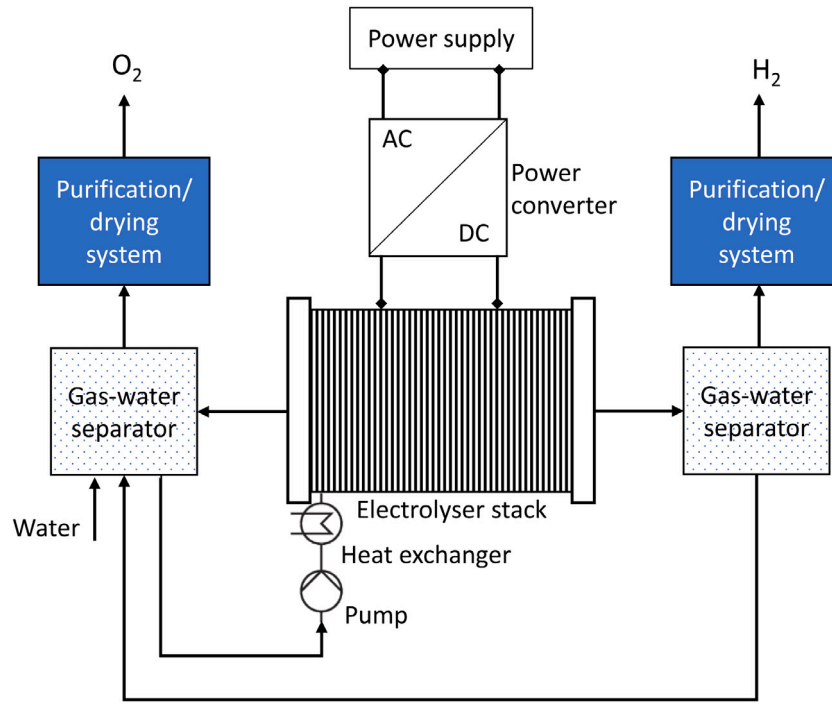 Power supply
O₂
H₂
AC
DC
Power
converter
Purification/
drying
system
Purification/
drying
system
Gas-water
separator
Gas-water
separator
Water
Electrolyser stack
Heat exchanger
Pump